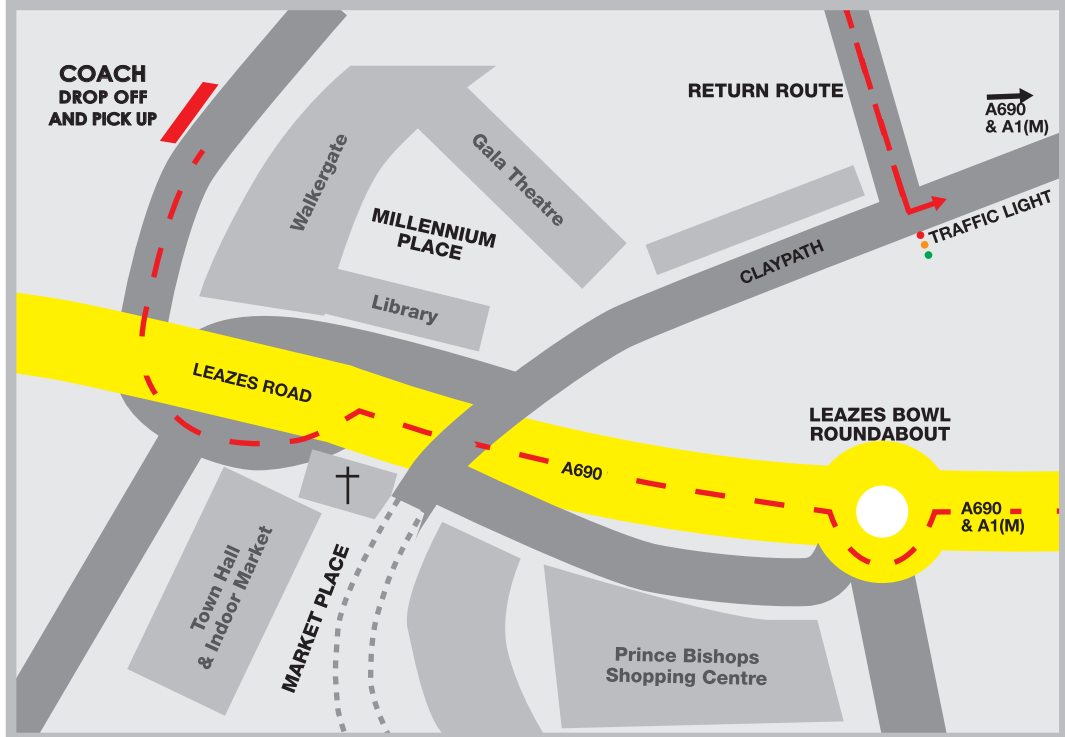 COACH
DROP OFF
AND PICK UP
RETURN ROUTE
A690
& A1(M)
Walkergate
Gala Theatre
MILLENNIUM
PLACE
Library
CLAYPATH
TRAFFIC LIGHT
LEAZES ROAD
LEAZES BOWL
ROUNDABOUT
A690
A690
& A1(M)
Town Hall
& Indoor Market
MARKET PLACE
Prince Bishops
Shopping Centre